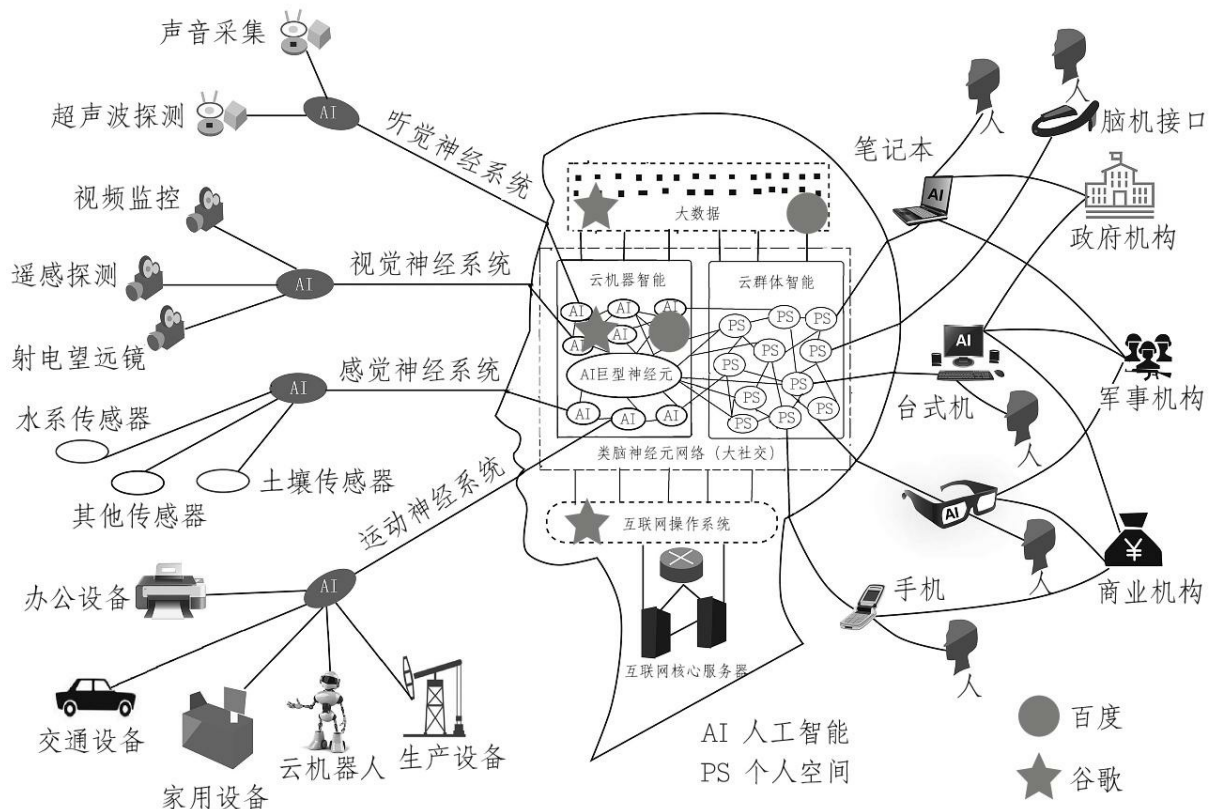 声音采集
AI
超声波探测
听觉神经系统
视频监控
遥感探测
AI
视觉神经系统
射电望远镜
AI
感觉神经系统
水系传感器
其他传感器
土壤传感器
运动神经系统
AI
办公设备
交通设备
家用设备
云机器人
生产设备
大数据
云机器智能
AI
AI
AI
AI
AI
AI巨型神经元
AI
AI
AI
云群体智能
PS
PS
PS
PS
PS
PS
PS
PS
PS
PS
PS
PS
PS
类脑神经元网络（大社交）
互联网操作系统
互联网核心服务器
笔记本
AI
人
人
脑机接口
政府机构
AI
台式机
人
军事机构
AI
人
手机
人
商业机构
AI 人工智能
PS 个人空间
百度
谷歌